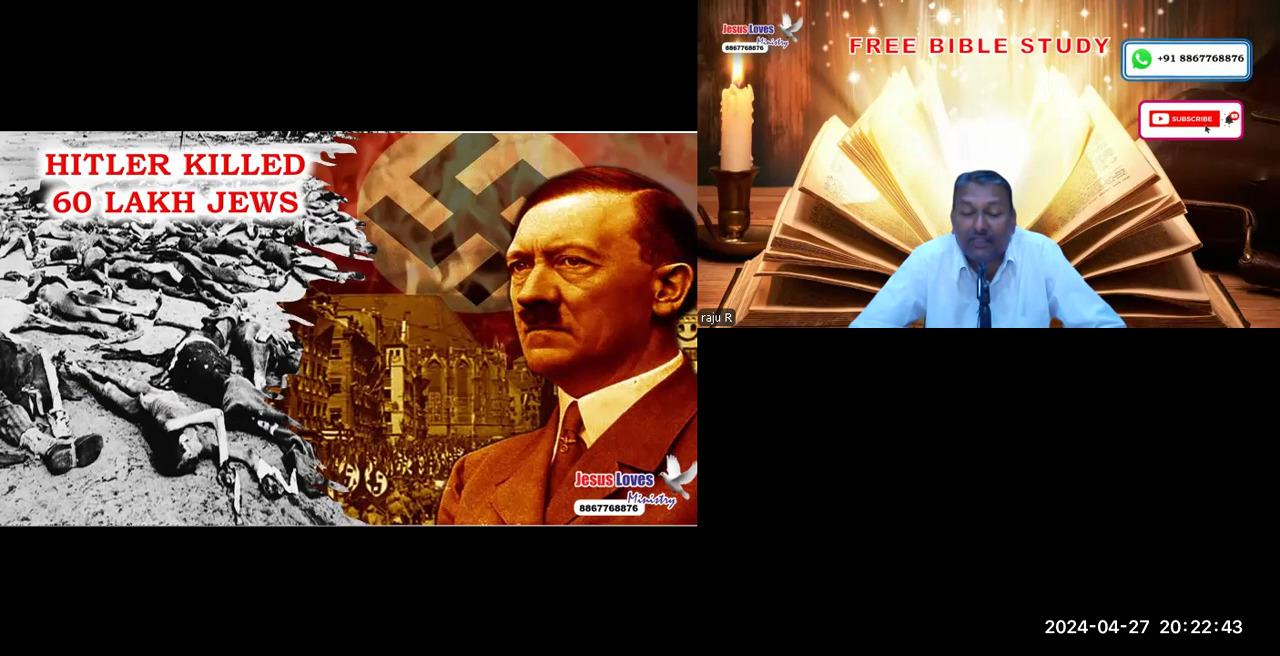 HITLER KILLED
60 LAKH JEWS
Jesus Loves
Ministry
8867768876
Jesus Loves
Ministry
8867768876
FREE BIBLE STUDY
+91 8867768876
SUBSCRIBE
raju R
2024-04-27 20:22:43